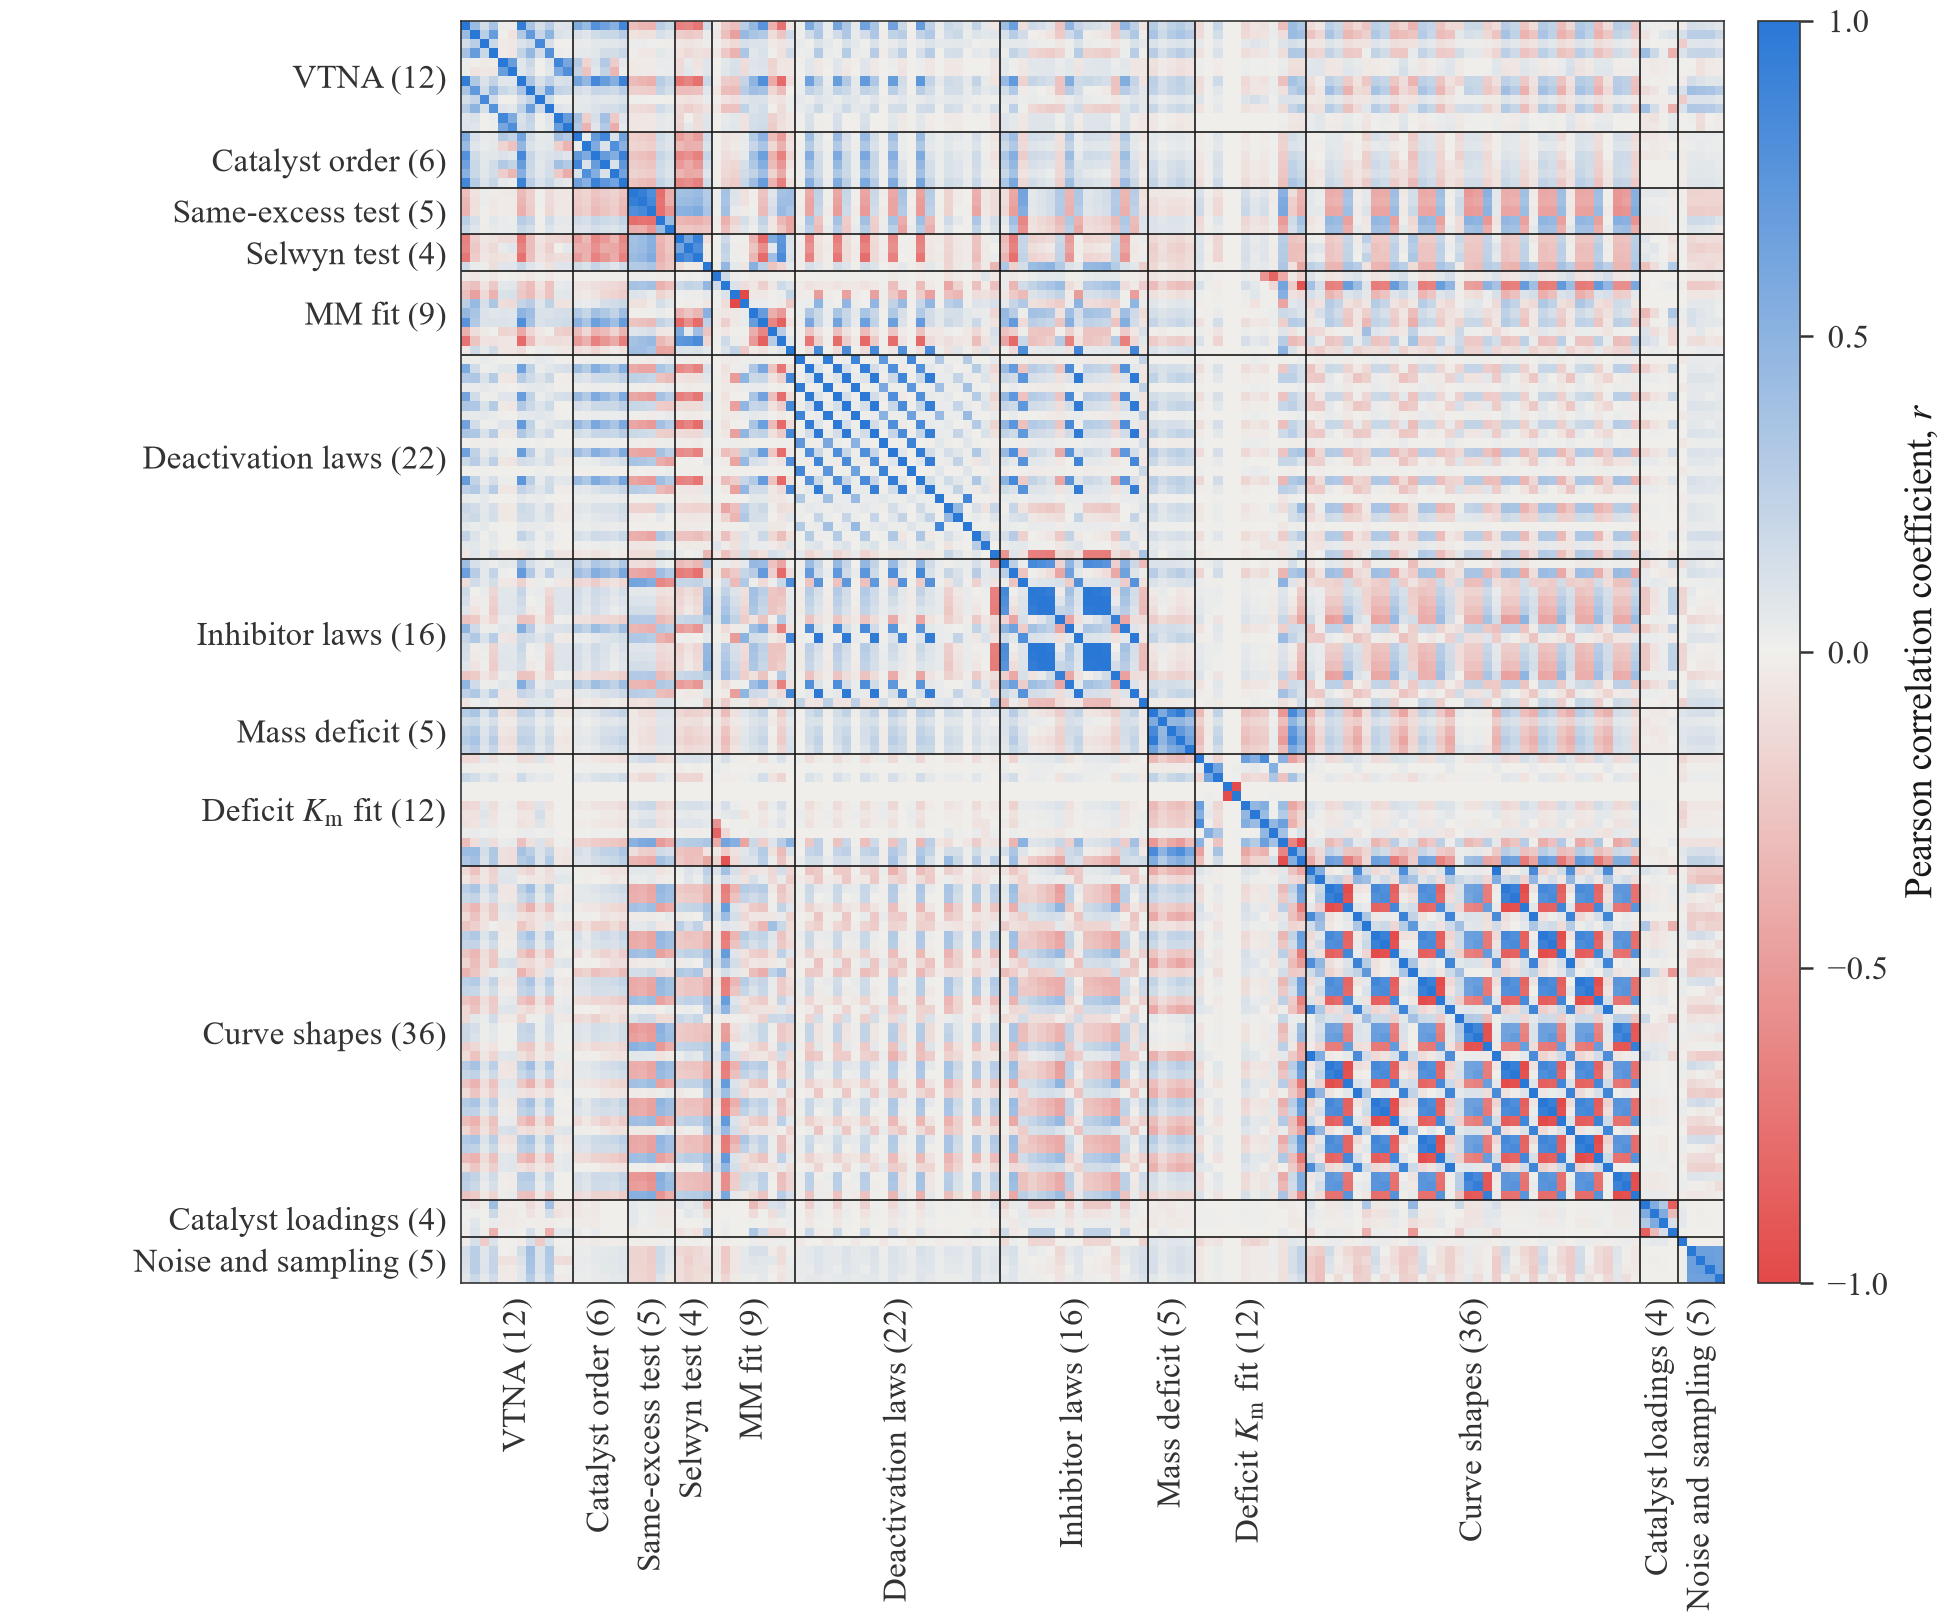 VTNA (12)
Catalyst order (6)
Same-excess test (5)
Selwyn test (4)
MM fit (9)
Deactivation laws (22)
Inhibitor laws (16)
Mass deficit (5)
Deficit Km fit (12)
Curve shapes (36)
Catalyst loadings (4)
Noise and sampling (5)
VTNA (12)
Catalyst order (6)
Same-excess test (5)
Selwyn test (4)
MM fit (9)
Deactivation laws (22)
Inhibitor laws (16)
Mass deficit (5)
Deficit Km fit (12)
Curve shapes (36)
Catalyst loadings (4)
Noise and sampling (5)
1.0
0.5
0.0
−0.5
−1.0
Pearson correlation coefficient, r